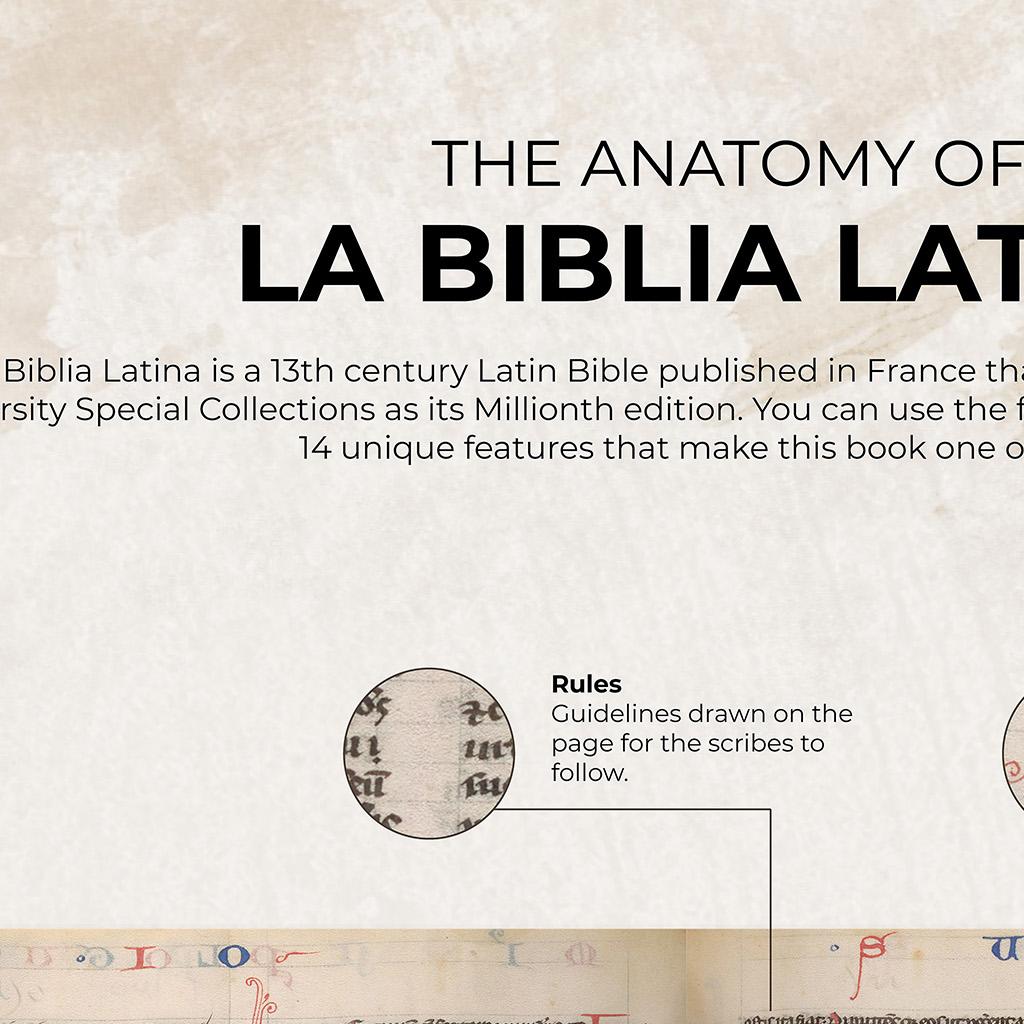 THE ANATOMY OF
LA BIBLIA LAT
Biblia Latina is a 13th century Latin Bible published in France tha
rsity Special Collections as its Millionth edition. You can use the f
14 unique features that make this book one o
Rules
Guidelines drawn on the
page for the scribes to
follow.